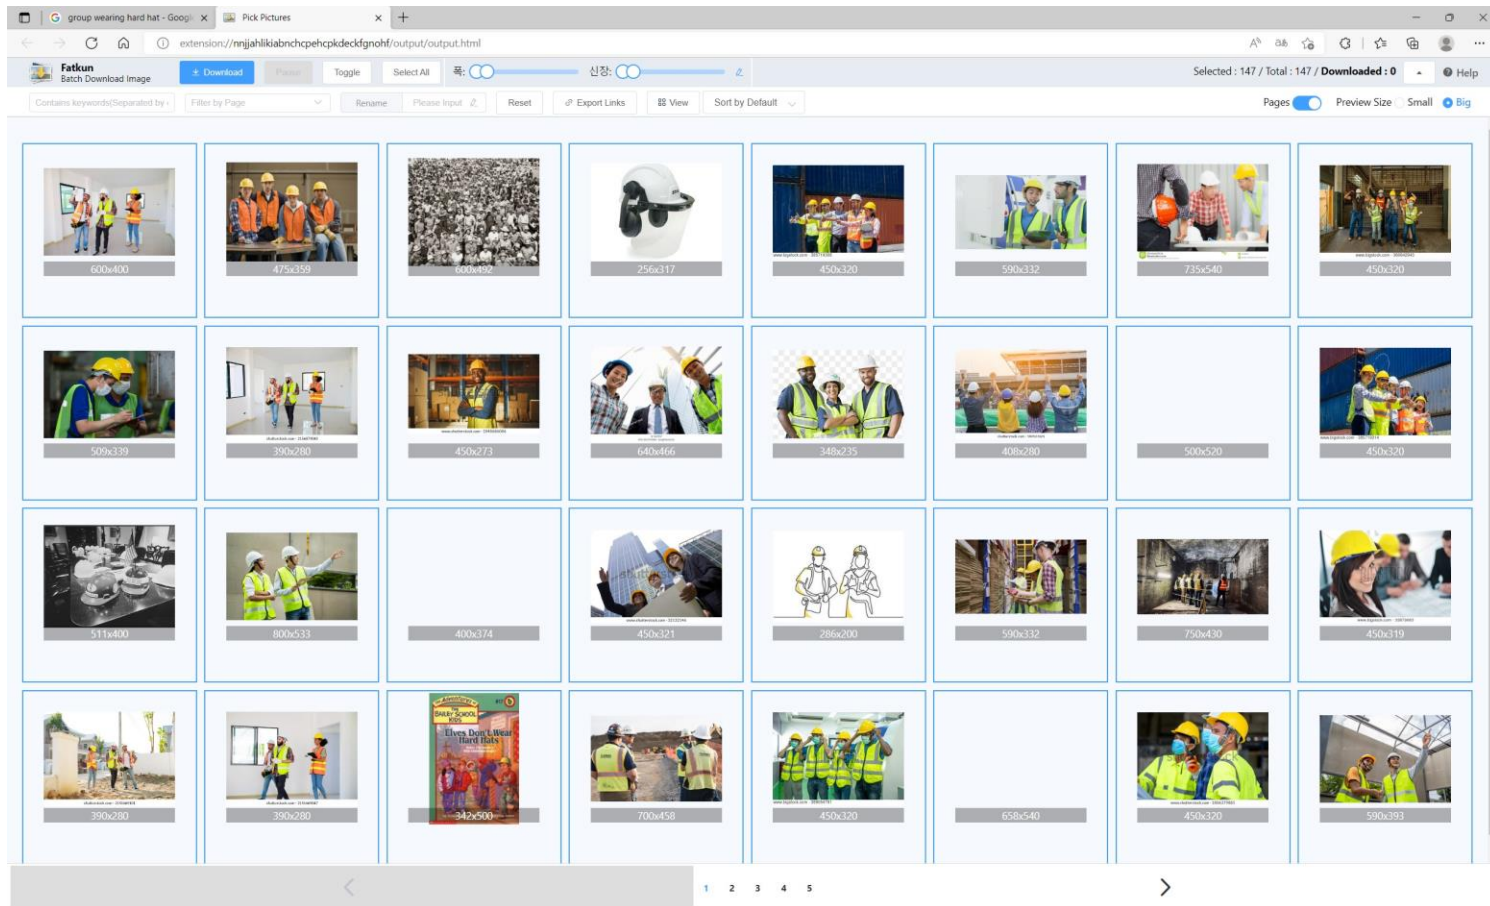 group wearing hard hat - Googl
Pick Pictures
extension://nnjjahlikiabnchcpehcpkdeckfgnohf/output/output.html
Fatkun
Batch Download Image
Download
Pause
Toggle
Select All
폭:
신장:
Selected : 147 / Total : 147 / Downloaded : 0
Help
Contains keywords(Separated by
Filter by Page
Rename
Please Input
Reset
Export Links
View
Sort by Default
Pages
Preview Size
Small
Big
600x400
475x359
600x492
256x317
450x320
590x332
735x540
450x320
509x339
390x280
450x273
640x466
348x235
408x280
500x520
450x320
511x400
800x533
400x374
450x321
286x200
590x332
750x430
450x319
THE
BAILEY SCHOOL
KIDS
Elves Don't Wear
Hard Hats
390x280
390x280
342x500
700x458
450x320
658x540
450x320
590x393
1 2 3 4 5